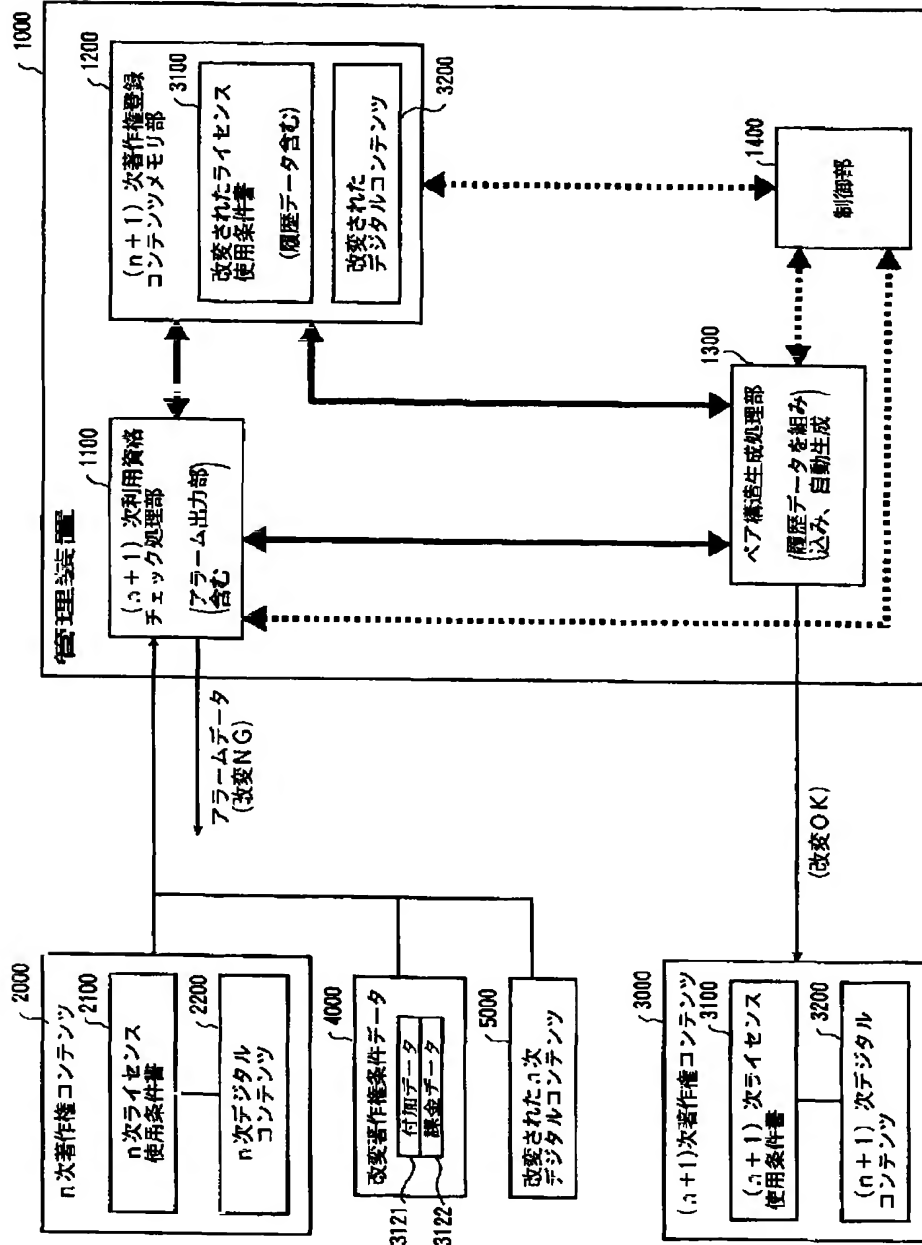 n次著作権コンテンツ
2000
n次ライセンス
使用条件書
2100
n次デジタル
コンテンツ
2200
改変著作権条件データ
4000
付加データ
課金データ
3121
3122
改変されたn次
デジタルコンテンツ
5000
(n+1)次著作権コンテンツ
3000
(n+1)次ライセンス
使用条件書
3100
(n+1)次デジタル
コンテンツ
3200
アラームデータ
(改変NG)
(改変OK)
管理装置
1000
(n+1)次利用資格
チェック処理部
(アラーム出力部
含む)
1100
(n+1)次著作権登録
コンテンツメモリ部
1200
改変されたライセンス
使用条件書
(履歴データ含む)
3100
改変された
デジタルコンテンツ
3200
ペア構造生成処理部
(履歴データを組み
込み、自動生成)
1300
制御部
1400